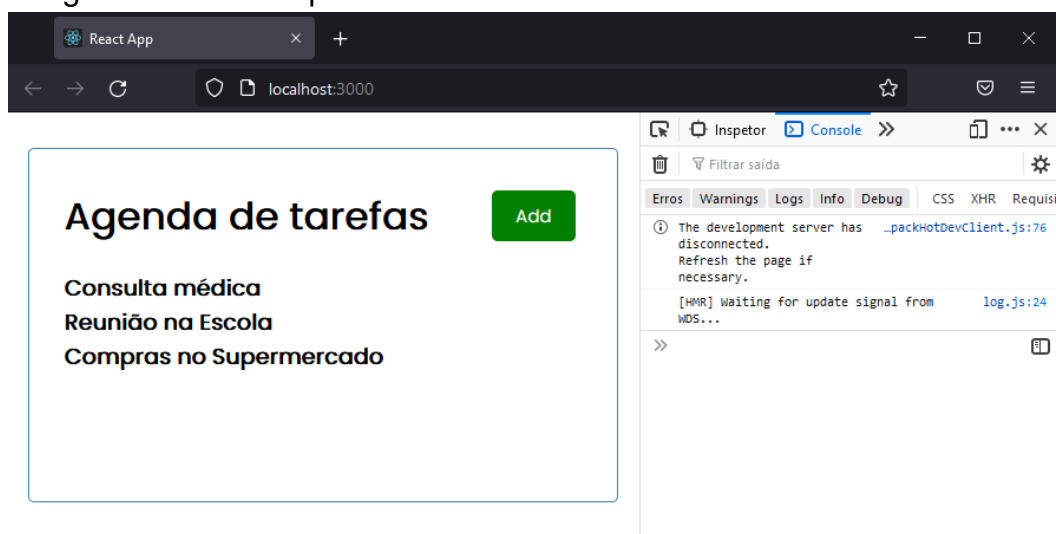 React App
localhost:3000
Inspetor
Console
Filtrar saída
Erros Warnings Logs Info Debug CSS XHR Requisi
Agenda de tarefas
Add
Consulta médica
Reunião na Escola
Compras no Supermercado
The development server has …packHotDevClient.js:76
disconnected.
Refresh the page if
necessary.
[HMR] Waiting for update signal from log.js:24
WDS...